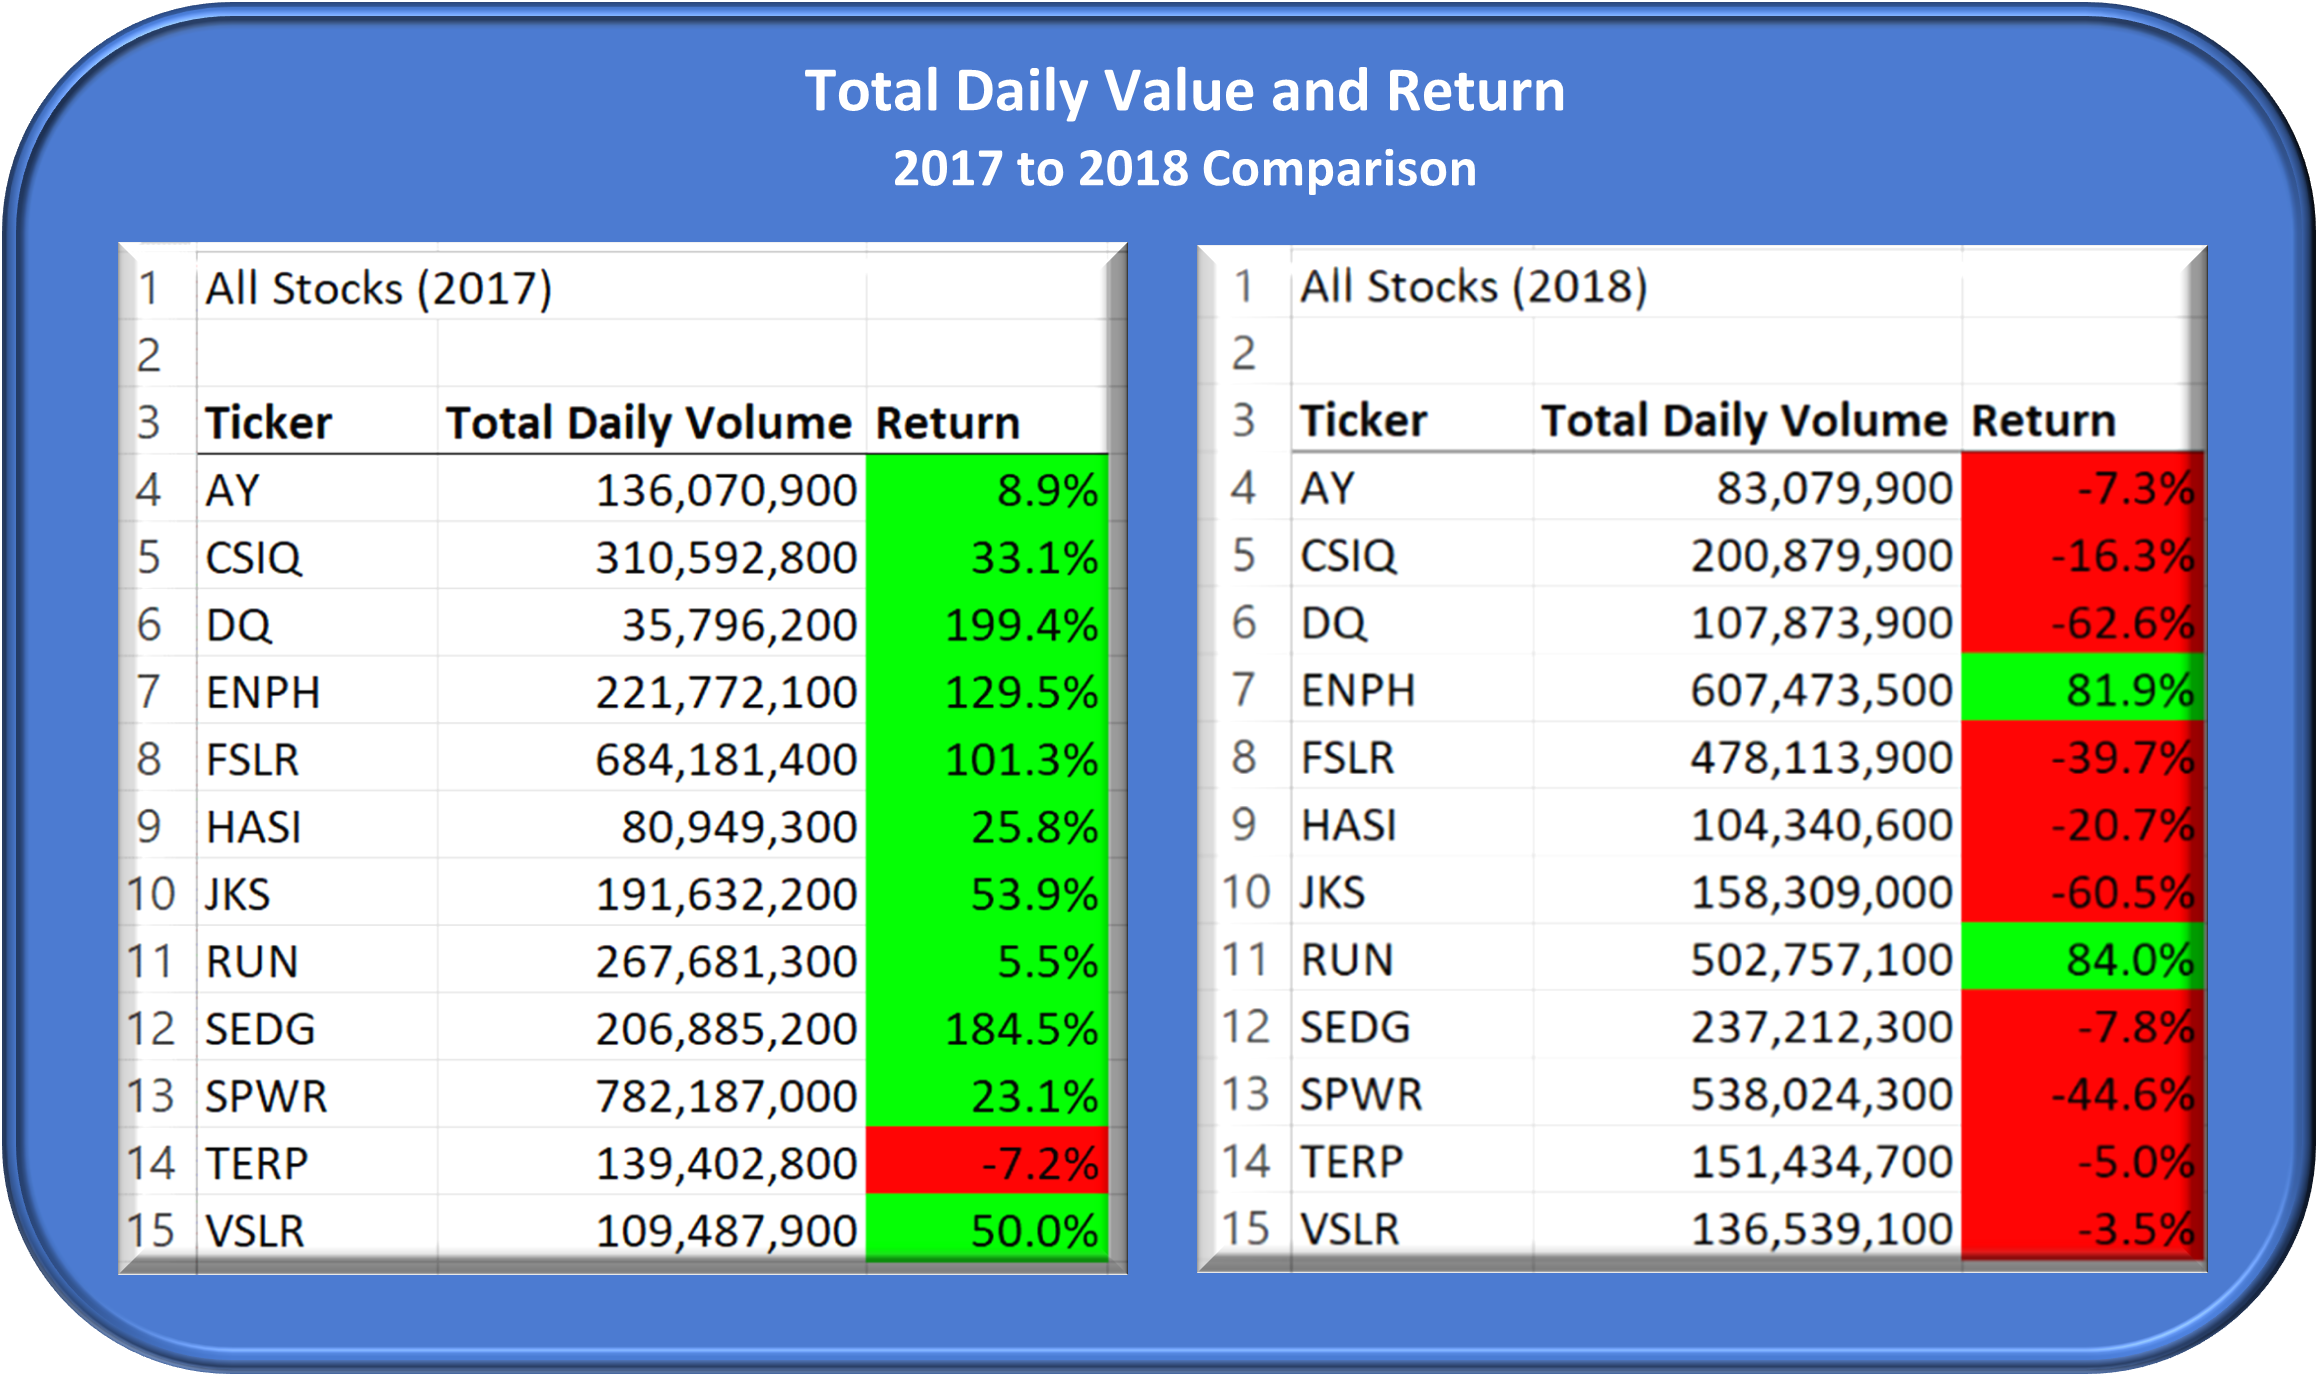 Total Daily Value and Return
2017 to 2018 Comparison
1 All Stocks (2017)
2
3 Ticker Total Daily Volume Return
4 AY 136,070,900 8.9%
5 CSIQ 310,592,800 33.1%
6 DQ 35,796,200 199.4%
7 ENPH 221,772,100 129.5%
8 FSLR 684,181,400 101.3%
9 HASI 80,949,300 25.8%
10 JKS 191,632,200 53.9%
11 RUN 267,681,300 5.5%
12 SEDG 206,885,200 184.5%
13 SPWR 782,187,000 23.1%
14 TERP 139,402,800 -7.2%
15 VSLR 109,487,900 50.0%
1 All Stocks (2018)
2
3 Ticker Total Daily Volume Return
4 AY 83,079,900 -7.3%
5 CSIQ 200,879,900 -16.3%
6 DQ 107,873,900 -62.6%
7 ENPH 607,473,500 81.9%
8 FSLR 478,113,900 -39.7%
9 HASI 104,340,600 -20.7%
10 JKS 158,309,000 -60.5%
11 RUN 502,757,100 84.0%
12 SEDG 237,212,300 -7.8%
13 SPWR 538,024,300 -44.6%
14 TERP 151,434,700 -5.0%
15 VSLR 136,539,100 -3.5%